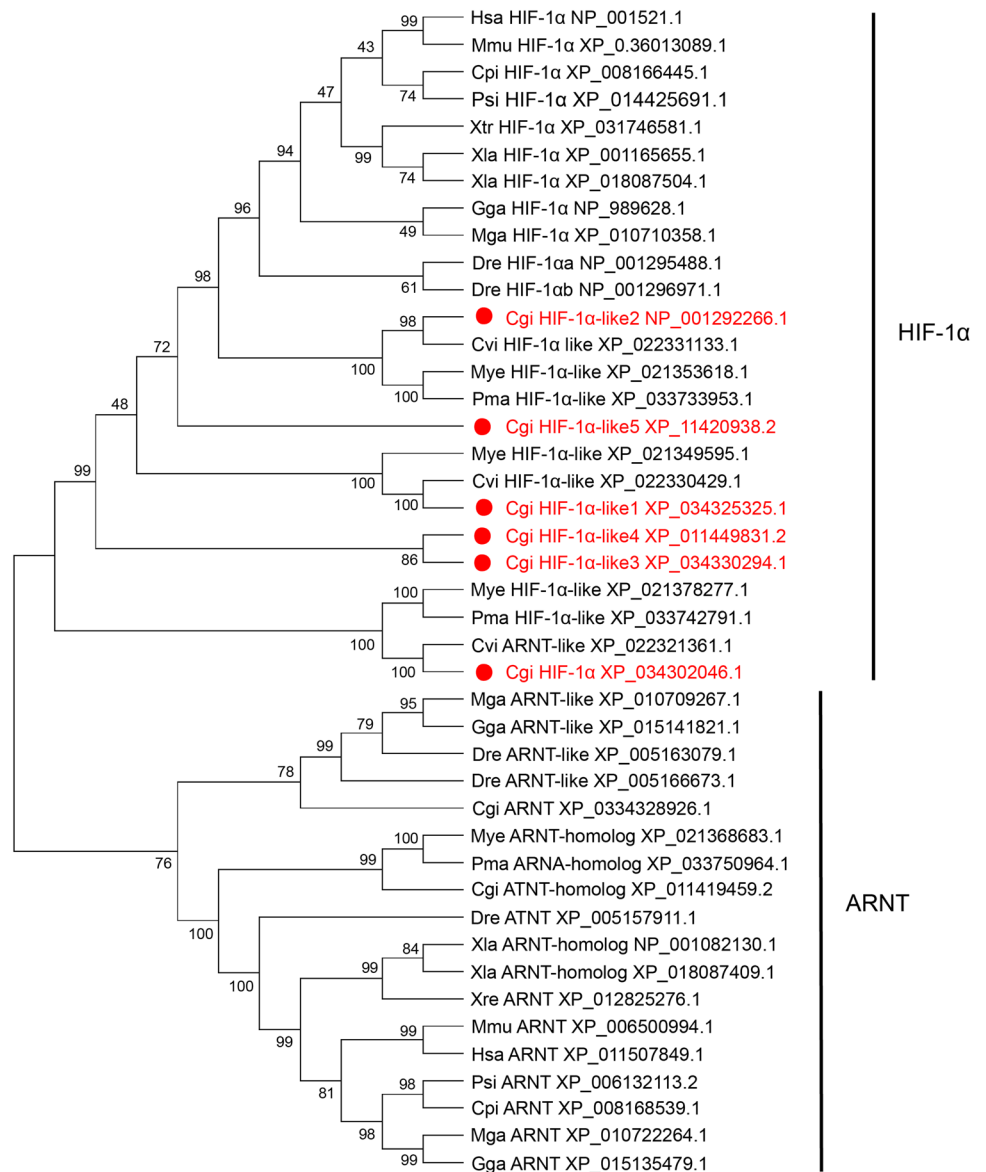 99
Hsa HIF-1α NP_001521.1
Mmu HIF-1α XP_0.36013089.1
43
Cpi HIF-1α XP_008166445.1
74
Psi HIF-1α XP_014425691.1
47
Xtr HIF-1α XP_031746581.1
99
Xla HIF-1α XP_001165655.1
94
74
Xla HIF-1α XP_018087504.1
96
Gga HIF-1α NP_989628.1
49
Mga HIF-1α XP_010710358.1
Dre HIF-1αa NP_001295488.1
98
61
Dre HIF-1αb NP_001296971.1
98
Cgi HIF-1α-like2 NP_001292266.1
72
Cvi HIF-1α like XP_022331133.1
100
Mye HIF-1α-like XP_021353618.1
100
Pma HIF-1α-like XP_033733953.1
48
Cgi HIF-1α-like5 XP_11420938.2
Mye HIF-1α-like XP_021349595.1
99
100
Cvi HIF-1α-like XP_022330429.1
100
Cgi HIF-1α-like1 XP_034325325.1
Cgi HIF-1α-like4 XP_011449831.2
86
Cgi HIF-1α-like3 XP_034330294.1
100
Mye HIF-1α-like XP_021378277.1
Pma HIF-1α-like XP_033742791.1
100
Cvi ARNT-like XP_022321361.1
100
Cgi HIF-1α XP_034302046.1
HIF-1α
95
Mga ARNT-like XP_010709267.1
79
Gga ARNT-like XP_015141821.1
99
Dre ARNT-like XP_005163079.1
78
Dre ARNT-like XP_005166673.1
Cgi ARNT XP_0334328926.1
76
100
Mye ARNT-homolog XP_021368683.1
99
Pma ARNA-homolog XP_033750964.1
Cgi ATNT-homolog XP_011419459.2
100
Dre ATNT XP_005157911.1
84
Xla ARNT-homolog NP_001082130.1
99
Xla ARNT-homolog XP_018087409.1
100
Xre ARNT XP_012825276.1
99
99
Mmu ARNT XP_006500994.1
Hsa ARNT XP_011507849.1
81
98
Psi ARNT XP_006132113.2
Cpi ARNT XP_008168539.1
98
Mga ARNT XP_010722264.1
99
Gga ARNT XP_015135479.1
ARNT